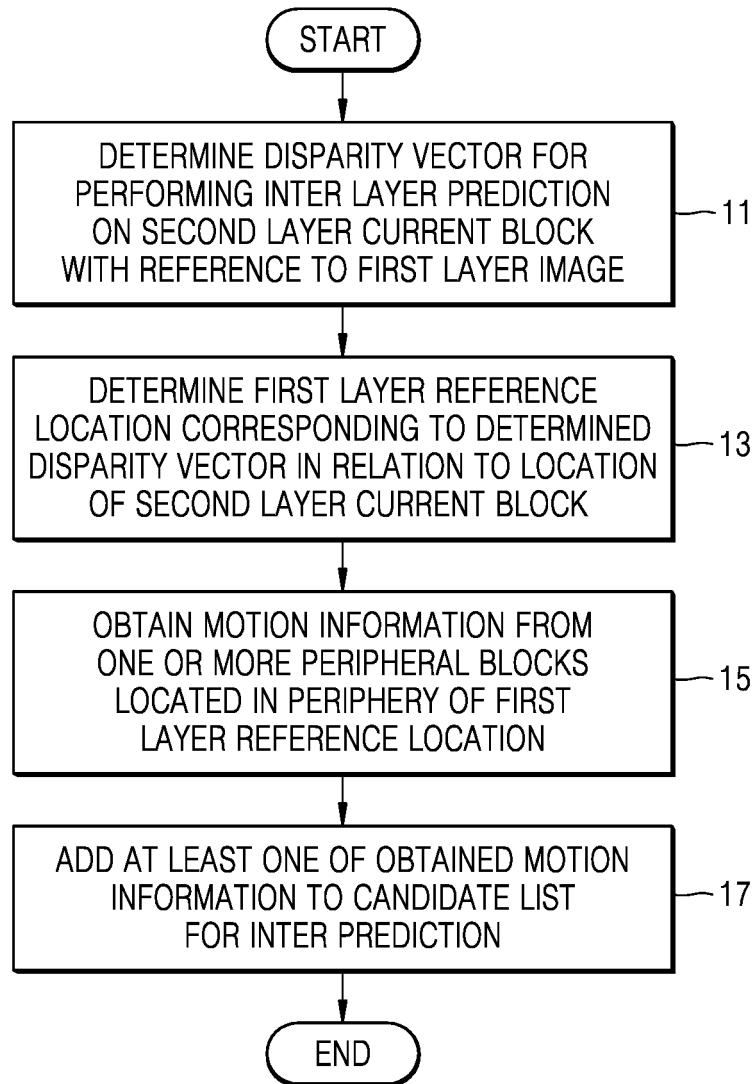 START
DETERMINE DISPARITY VECTOR FOR
PERFORMING INTER LAYER PREDICTION
ON SECOND LAYER CURRENT BLOCK
WITH REFERENCE TO FIRST LAYER IMAGE
11
DETERMINE FIRST LAYER REFERENCE
LOCATION CORRESPONDING TO DETERMINED
DISPARITY VECTOR IN RELATION TO LOCATION
OF SECOND LAYER CURRENT BLOCK
13
OBTAIN MOTION INFORMATION FROM
ONE OR MORE PERIPHERAL BLOCKS
LOCATED IN PERIPHERY OF FIRST
LAYER REFERENCE LOCATION
15
ADD AT LEAST ONE OF OBTAINED MOTION
INFORMATION TO CANDIDATE LIST
FOR INTER PREDICTION
17
END